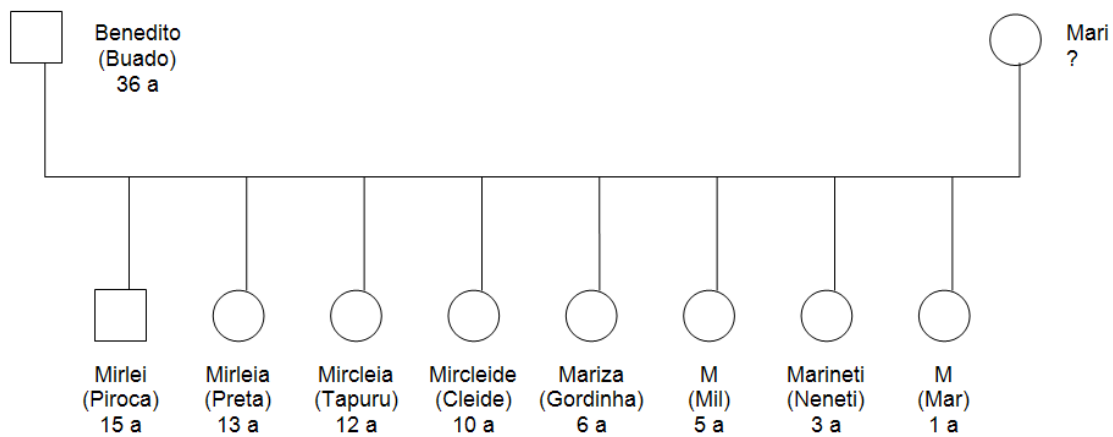 Benedito
(Buado)
36 a
Mari
?
Mirlei
(Piroca)
15 a
Mirleia
(Preta)
13 a
Mircleia
(Tapuru)
12 a
Mircleide
(Cleide)
10 a
Mariza
(Gordinha)
6 a
M
(Mil)
5 a
Marineti
(Neneti)
3 a
M
(Mar)
1 a